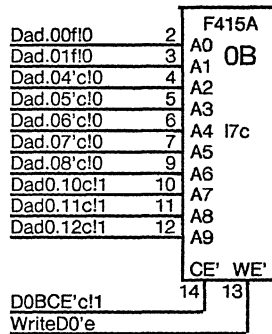 F415A
Dad.00f!0 2 A0 0B
Dad.01f!0 3 A1
Dad.04'c!0 4 A2
Dad.05'c!0 5 A3
Dad.06'c!0 6 A4 I7c
Dad.07'c!0 7 A5
Dad.08'c!0 9 A6
Dad0.10c!1 10 A7
Dad0.11c!1 11 A8
Dad0.12c!1 12 A9
CE' WE'
14 13
D0BCE'c!1
WriteD0'e